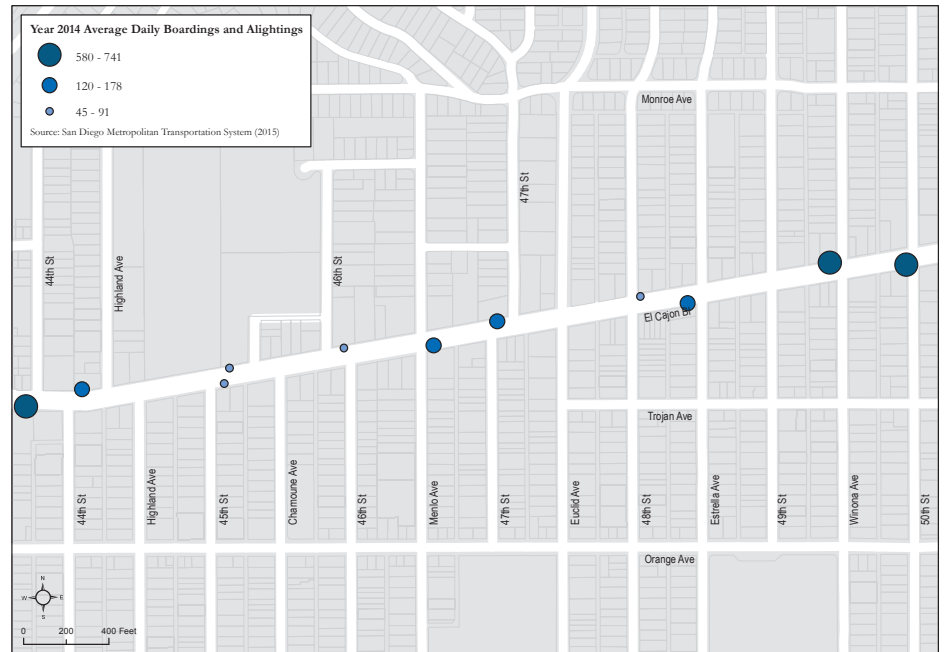 Year 2014 Average Daily Boardings and Alightings
580 - 741
120 - 178
45 - 91
Source: San Diego Metropolitan Transportation System (2015)
Monroe Ave
47th St
44th St
Highland Ave
46th St
El Cajon Bl
Trojan Ave
44th St
Highland Ave
45th St
Chamoune Ave
46th St
Menlo Ave
47th St
Euclid Ave
48th St
Estrella Ave
49th St
Winona Ave
50th St
Orange Ave
N
W
E
S
0 200 400 Feet